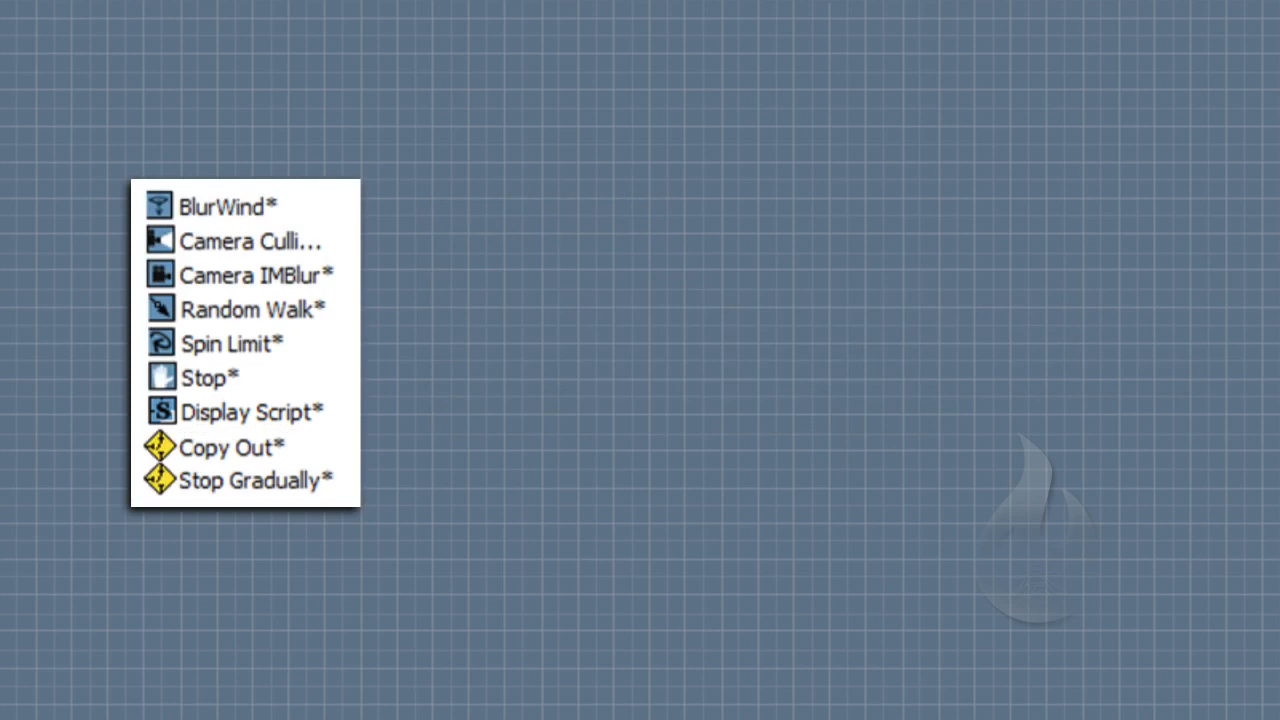 BlurWind*
Camera Culli...
Camera IMBlur*
Random Walk*
Spin Limit*
Stop*
Display Script*
Copy Out*
Stop Gradually*